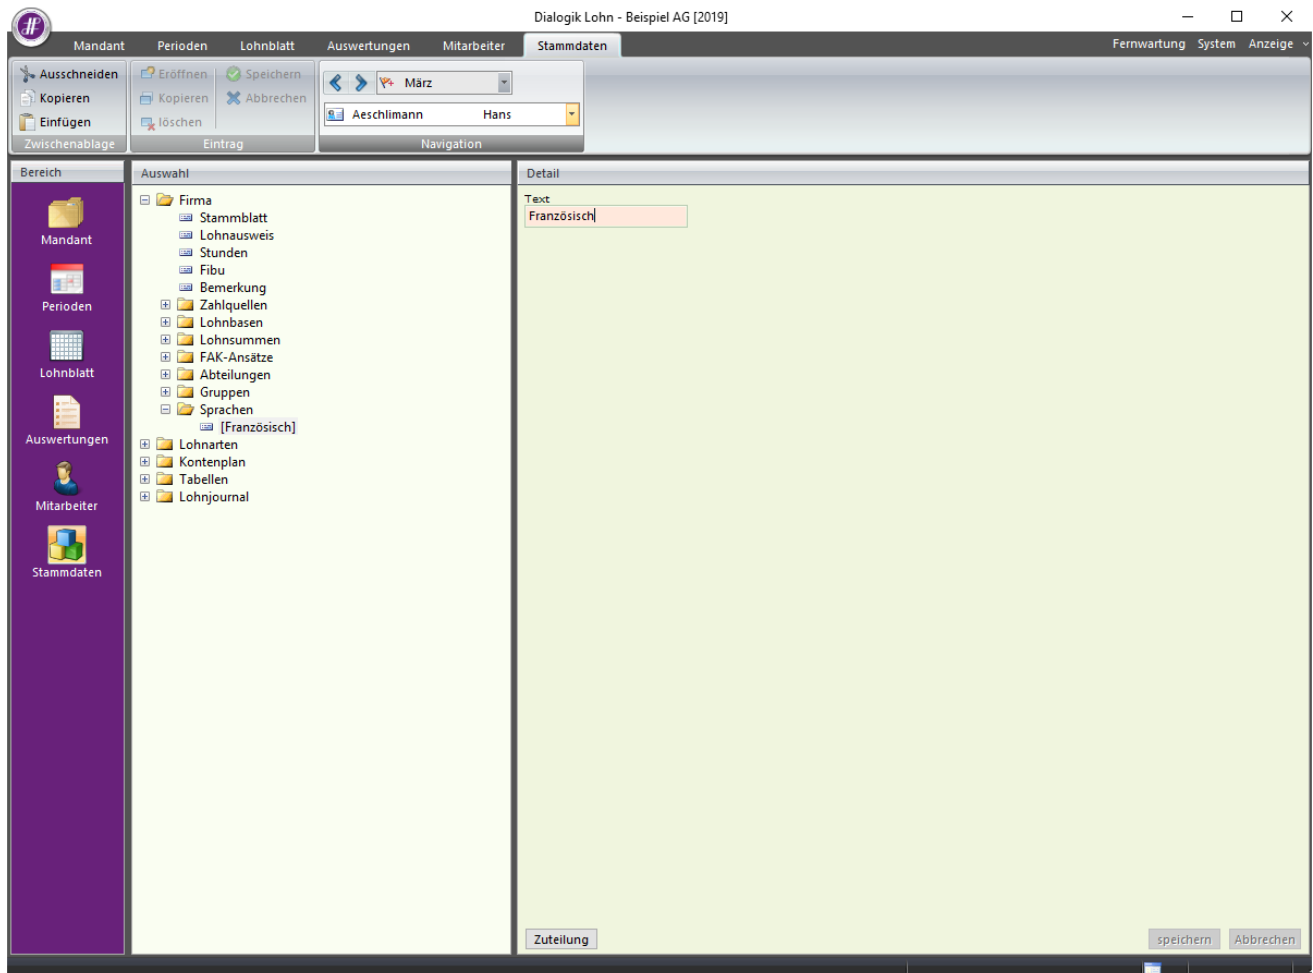 Dialogik Lohn - Beispiel AG [2019]
Mandant Perioden Lohnblatt Auswertungen Mitarbeiter Stammdaten Fernwartung System Anzeige
Ausschneiden Eröffnen Speichern
März
Kopieren Kopieren Abbrechen
Aeschlimann Hans
Einfügen löschen
Zwischenablage Eintrag Navigation
Bereich Auswahl Detail
Mandant
Perioden
Lohnblatt
Auswertungen
Mitarbeiter
Stammdaten
Firma
Stammblatt
Lohnausweis
Stunden
Fibu
Bemerkung
Zahlquellen
Lohnbasen
Lohnsummen
FAK-Ansätze
Abteilungen
Gruppen
Sprachen
[Französisch]
Lohnarten
Kontenplan
Tabellen
Lohnjournal
Text
Französisch
Zuteilung speichern Abbrechen